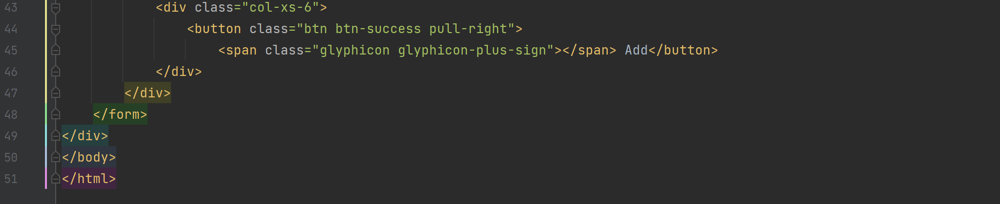 43 <div class="col-xs-6">
44 <button class="btn btn-success pull-right">
45 <span class="glyphicon glyphicon-plus-sign"></span> Add</button>
46 </div>
47 </div>
48 </form>
49 </div>
50 </body>
51 </html>